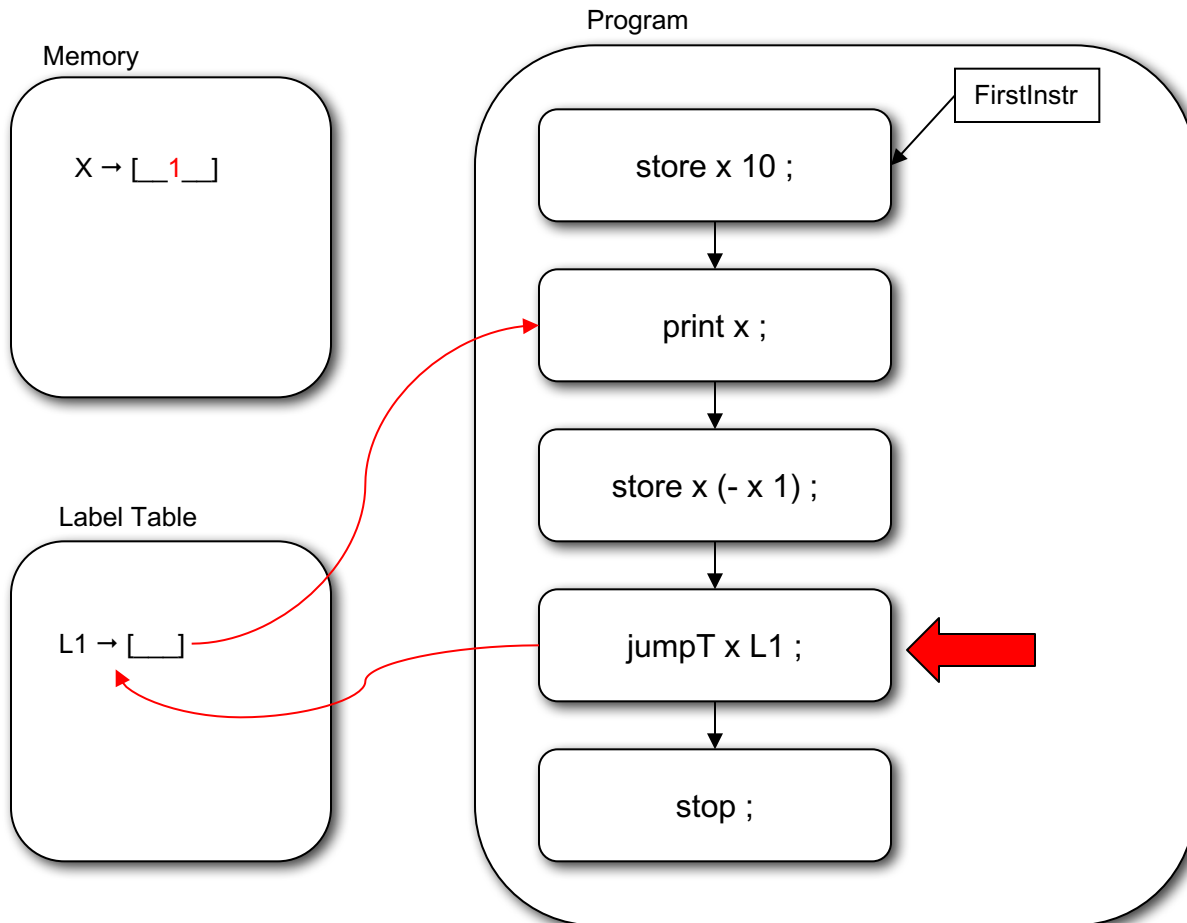 Program
Memory
FirstInstr
X → [__1__]
store x 10 ;
print x ;
store x (- x 1) ;
Label Table
L1 → [___]
jumpT x L1 ;
stop ;